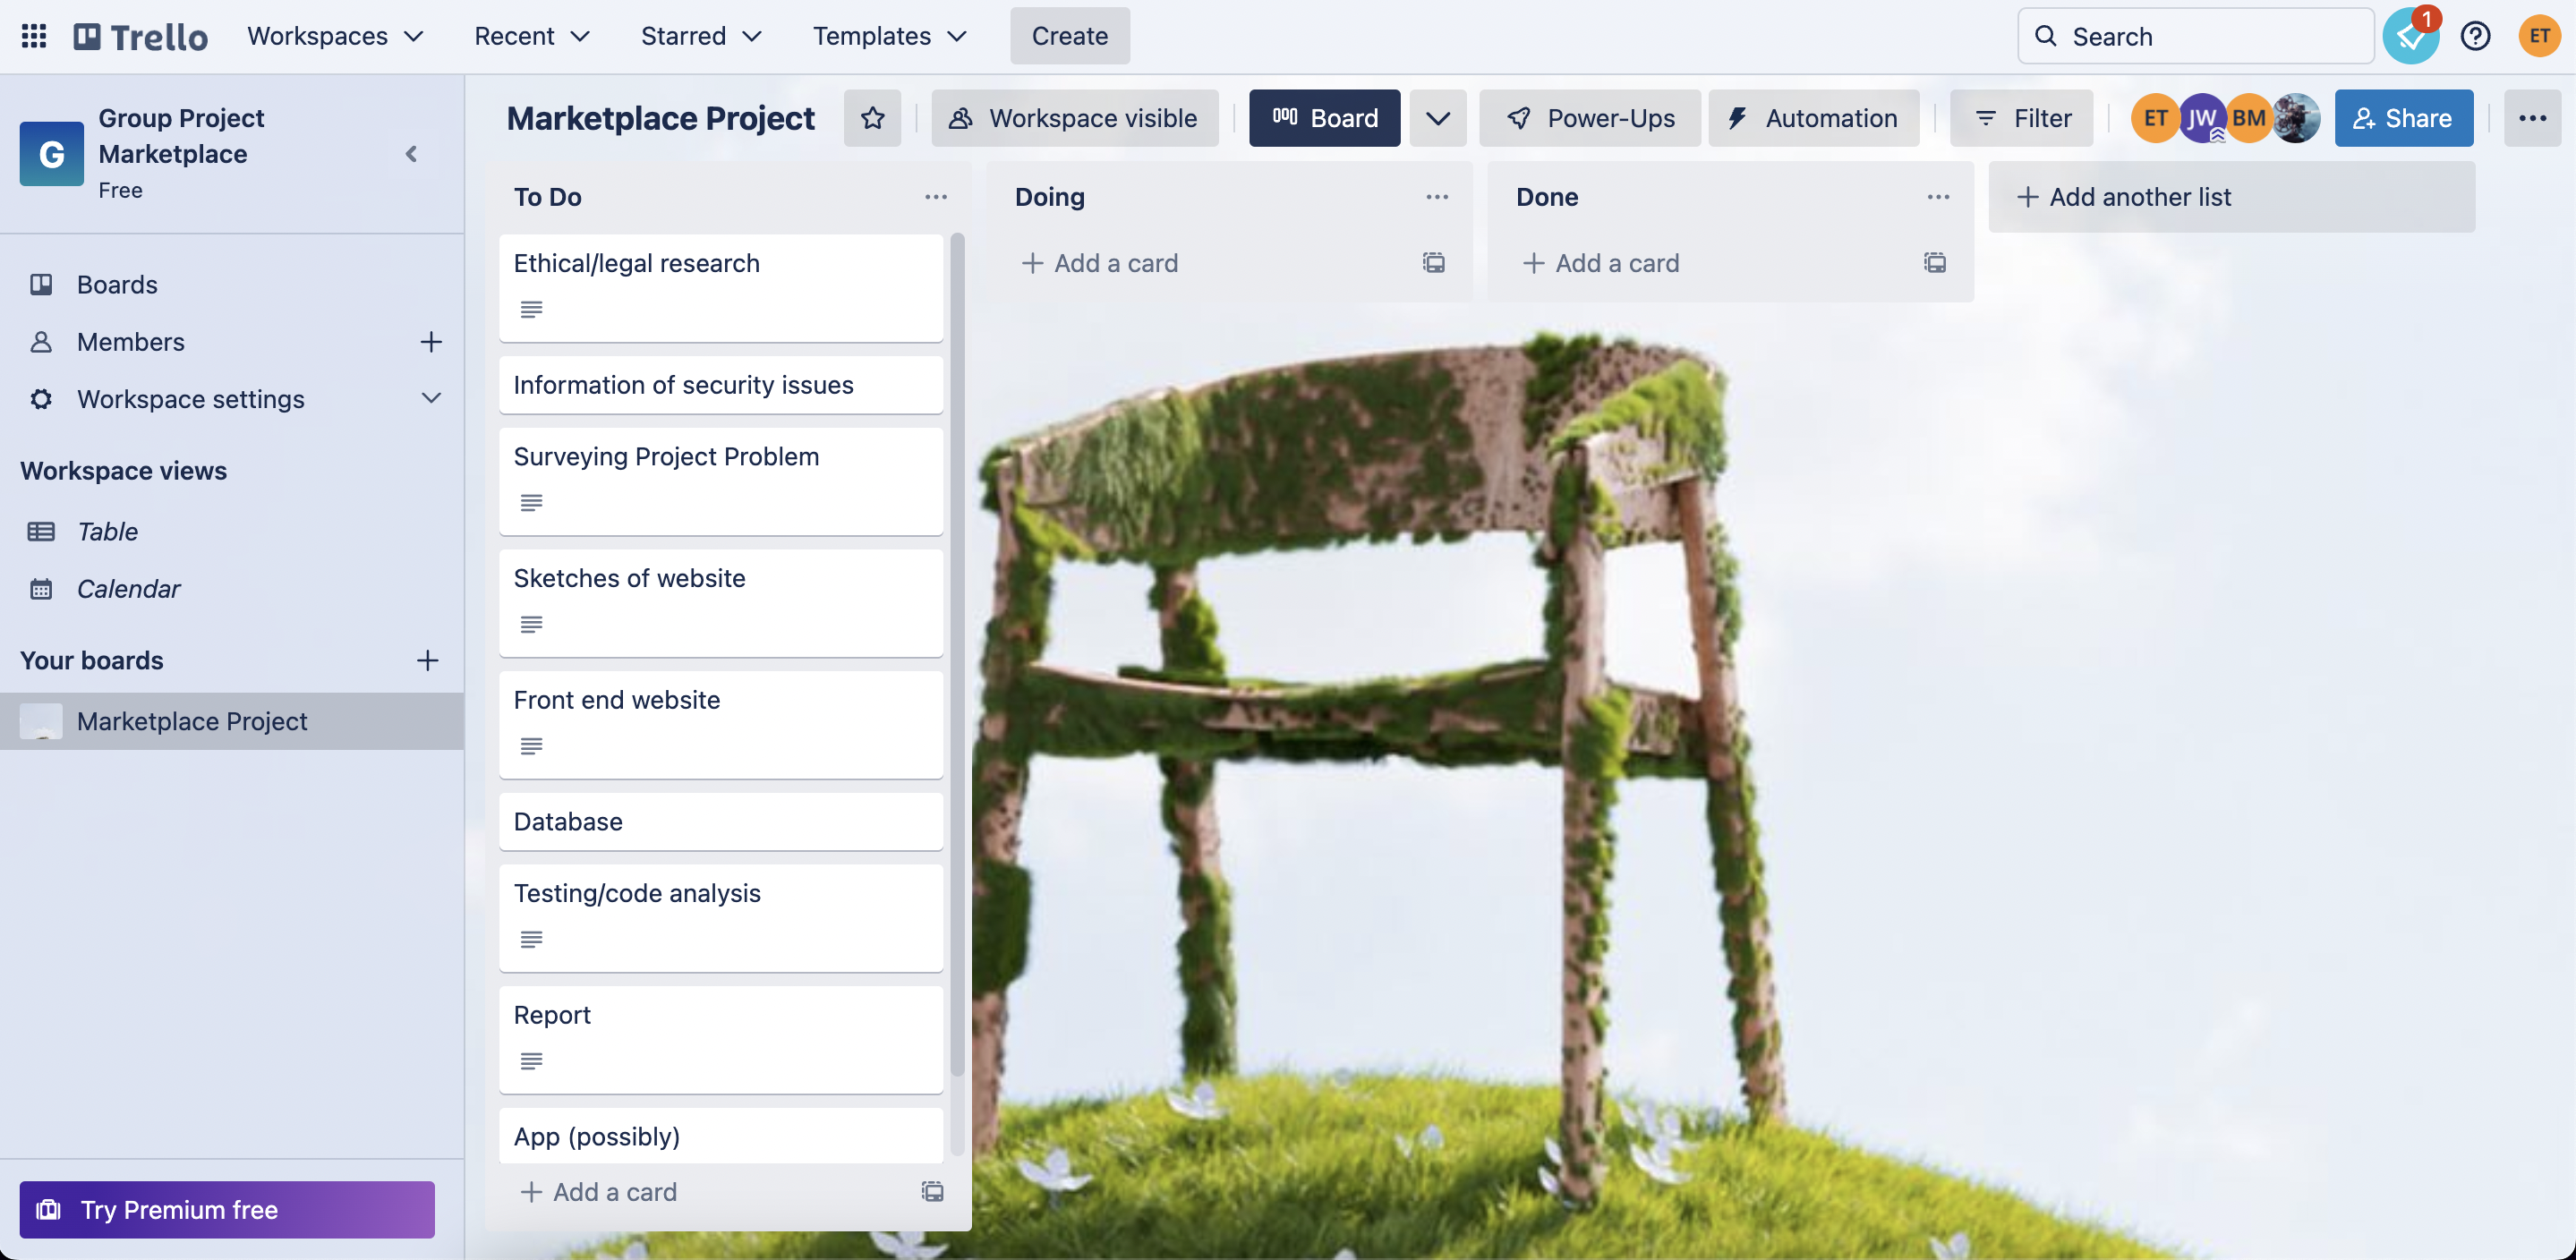 Trello
Workspaces
Recent
Starred
Templates
Create
Search
1
ET
G
Group Project
Marketplace
Free
Boards
Members
Workspace settings
Workspace views
Table
Calendar
Your boards
Marketplace Project
Try Premium free
Marketplace Project
Workspace visible
Board
Power-Ups
Automation
Filter
ET
JW
BM
Share
To Do
Ethical/legal research
Information of security issues
Surveying Project Problem
Sketches of website
Front end website
Database
Testing/code analysis
Report
App (possibly)
+ Add a card
Doing
+ Add a card
Done
+ Add a card
+ Add another list